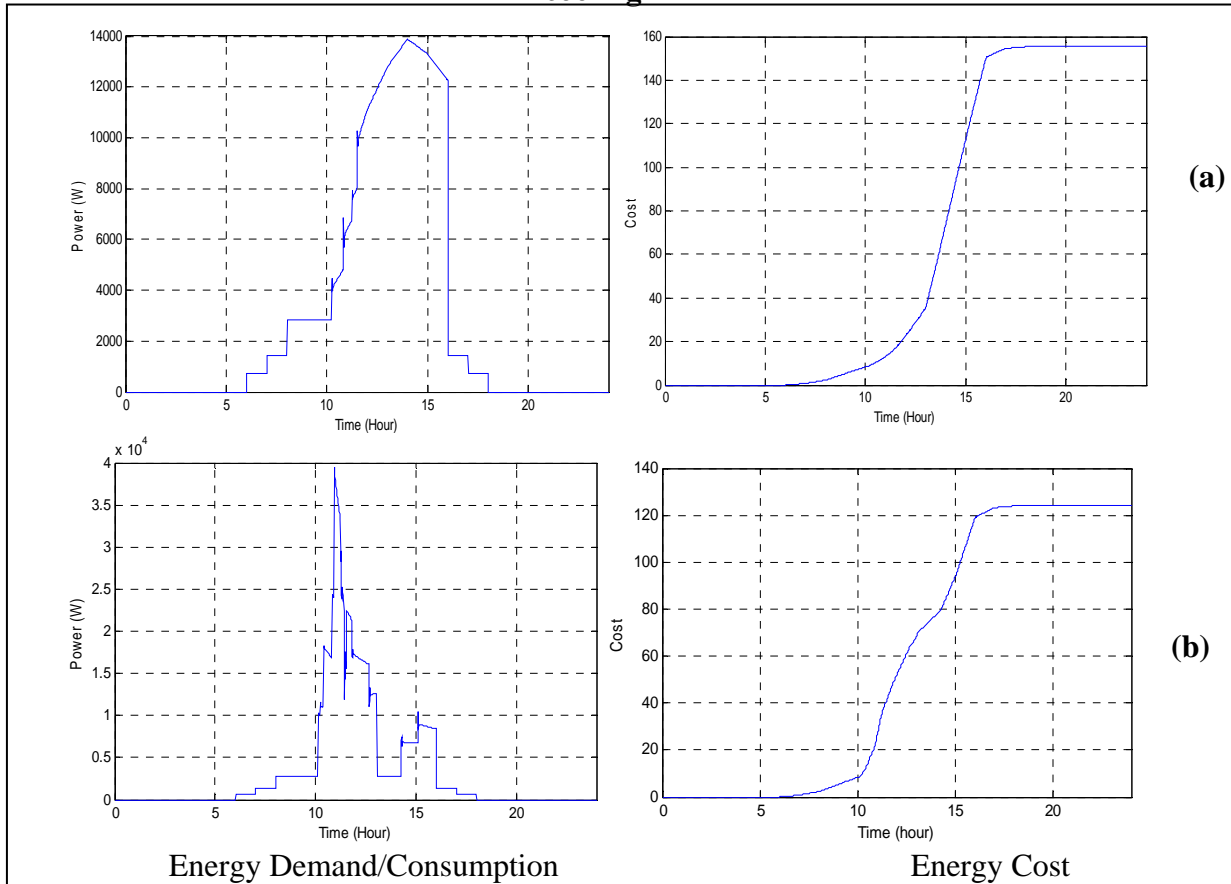 14000
12000
10000
8000
6000
4000
2000
0
Power (W)
0 5 10 15 20
Time (Hour)
160
140
120
100
80
60
40
20
0
Cost
0 5 10 15 20
Time (Hour)
(a)
x 10^4
4
3.5
3
2.5
2
1.5
1
0.5
0
Power (W)
0 5 10 15 20
Time (Hour)
140
120
100
80
60
40
20
0
Cost
0 5 10 15 20
Time (hour)
(b)
Energy Demand/Consumption Energy Cost